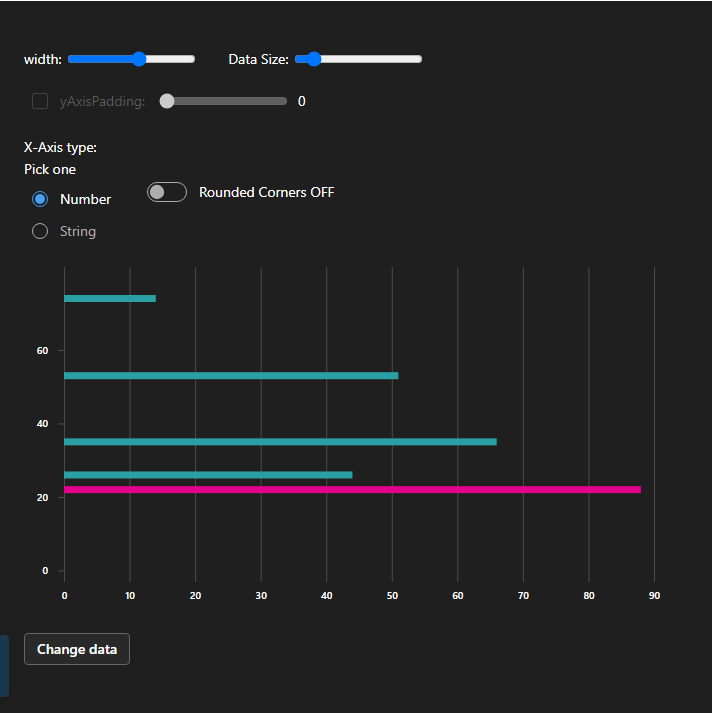 width: Data Size:
yAxisPadding: 0
X-Axis type:
Pick one
Number
Rounded Corners OFF
String
60
40
20
0
0 10 20 30 40 50 60 70 80 90
Change data